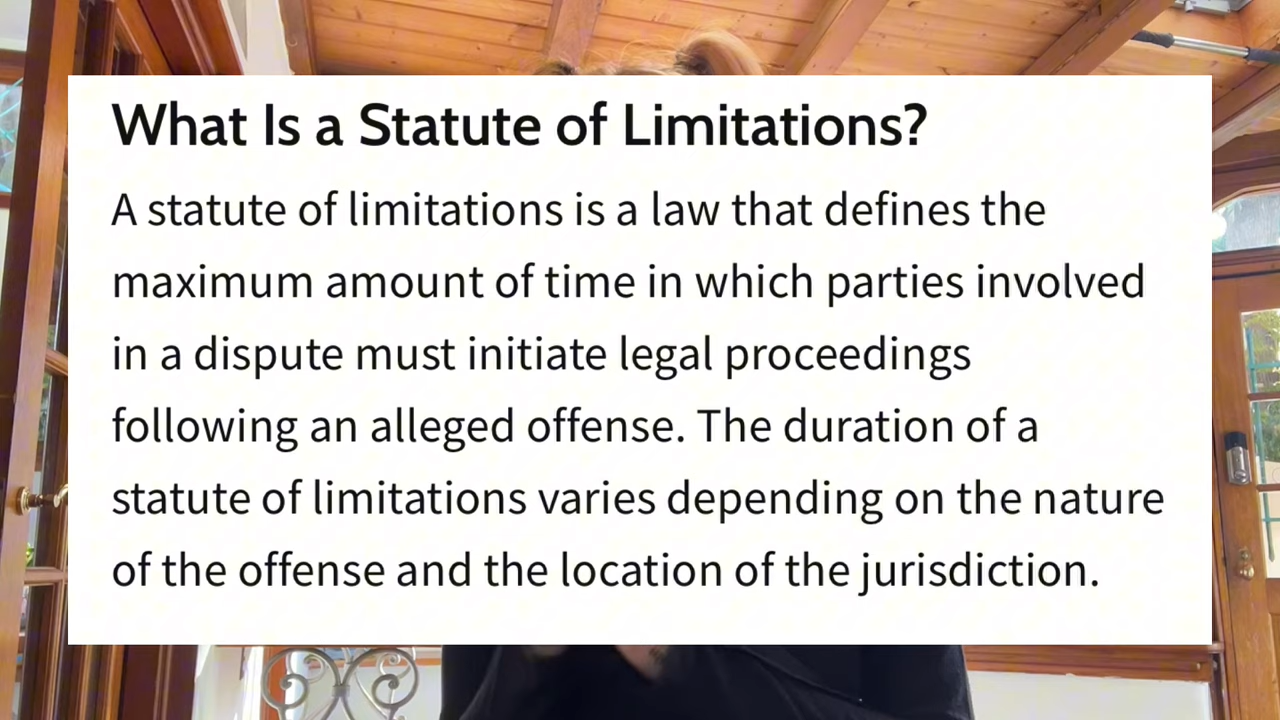 What Is a Statute of Limitations?
A statute of limitations is a law that defines the
maximum amount of time in which parties involved
in a dispute must initiate legal proceedings
following an alleged offense. The duration of a
statute of limitations varies depending on the nature
of the offense and the location of the jurisdiction.